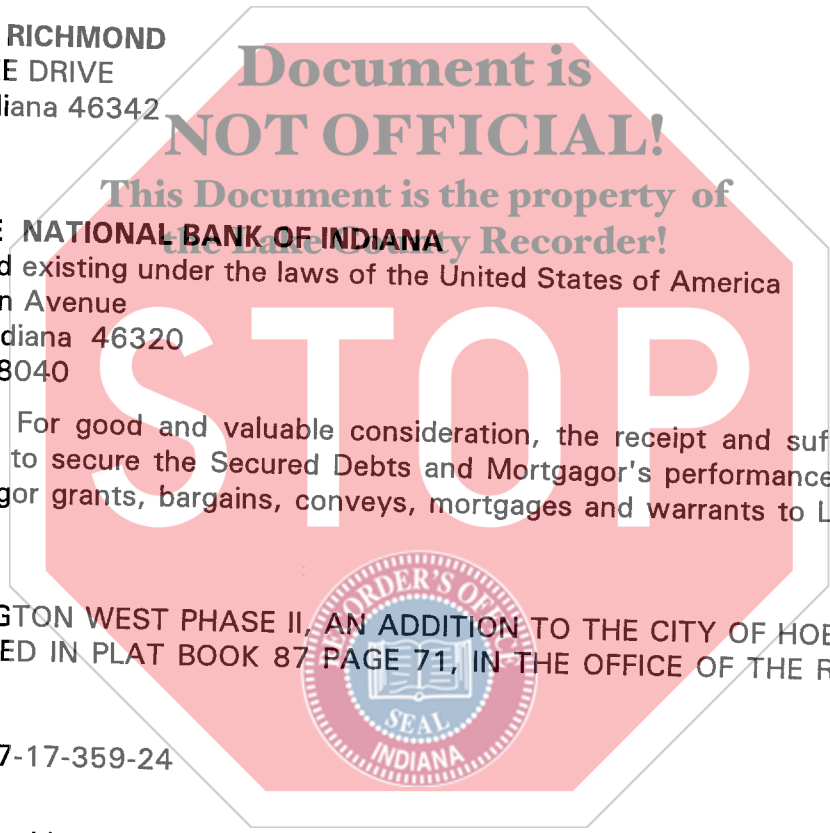 RICHMOND
E DRIVE
diana 46342
Document is
NOT OFFICIAL!
This Document is the property of
the Lake County Recorder!
E NATIONAL BANK OF INDIANA
d existing under the laws of the United States of America
n Avenue
diana 46320
8040
STOP
For good and valuable consideration, the receipt and suf
to secure the Secured Debts and Mortgagor's performance
gor grants, bargains, conveys, mortgages and warrants to L
GTON WEST PHASE II, AN ADDITION TO THE CITY OF HOB
ED IN PLAT BOOK 87 PAGE 71, IN THE OFFICE OF THE R
RECORDER'S OFFICE
SEAL
INDIANA
7-17-359-24